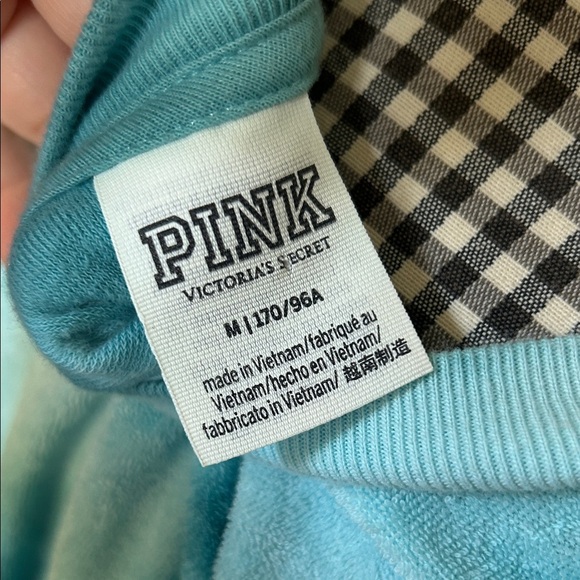 PINK
VICTORIA'S SECRET
M | 170/96A
made in Vietnam/fabriqué au
Vietnam/hecho en Vietnam/
fabbricato in Vietnam/越南制造